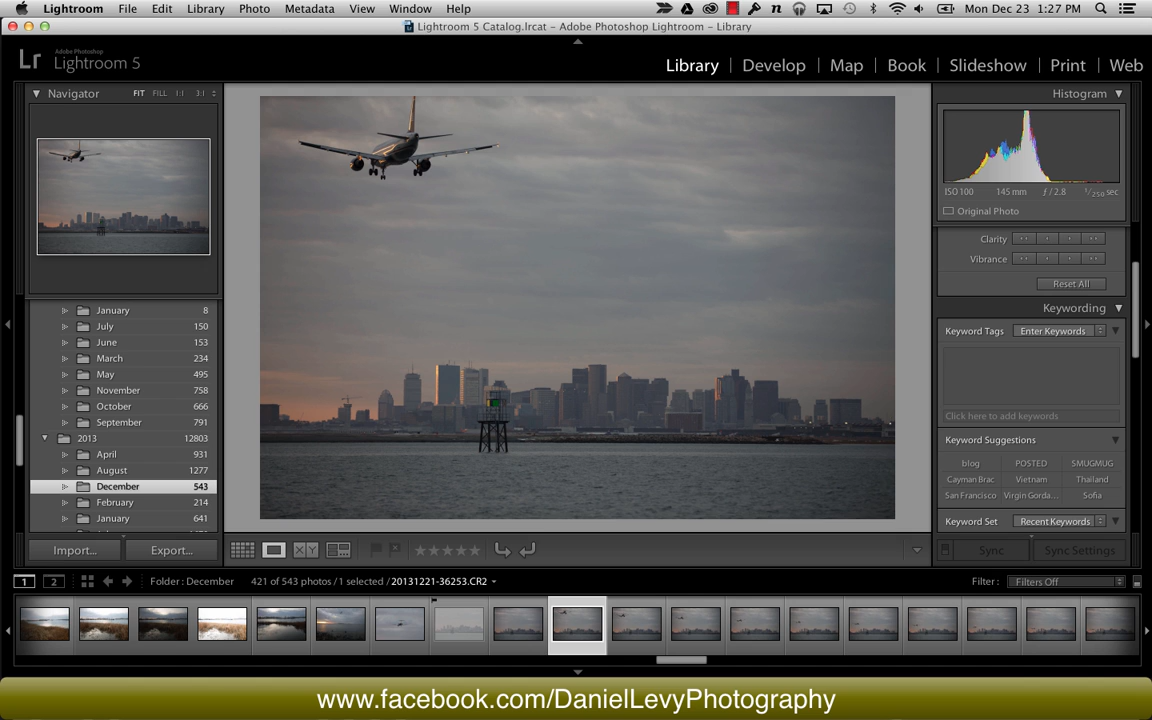 Lightroom File Edit Library Photo Metadata View Window Help Mon Dec 23 1:27 PM
Lightroom 5 Catalog.lrcat – Adobe Photoshop Lightroom – Library
Lr Adobe Photoshop
Lightroom 5
Library | Develop | Map | Book | Slideshow | Print | Web
Navigator FIT FILL 1:1 3:1
January 8
July 150
June 153
March 234
May 495
November 758
October 666
September 791
2013 12803
April 931
August 1277
December 543
February 214
January 641
Import... Export...
Histogram
ISO 100 145 mm ƒ / 2.8 1/250 sec
Original Photo
Clarity
Vibrance
Reset All
Keywording
Keyword Tags Enter Keywords
Click here to add keywords
Keyword Suggestions
blog POSTED SMUGMUG
Cayman Brac Vietnam Thailand
San Francisco Virgin Gorda... Sofia
Keyword Set Recent Keywords
Sync Sync Settings
X Y
1 2 Folder : December 421 of 543 photos / 1 selected / 20131221-36253.CR2 Filter : Filters Off
www.facebook.com/DanielLevyPhotography